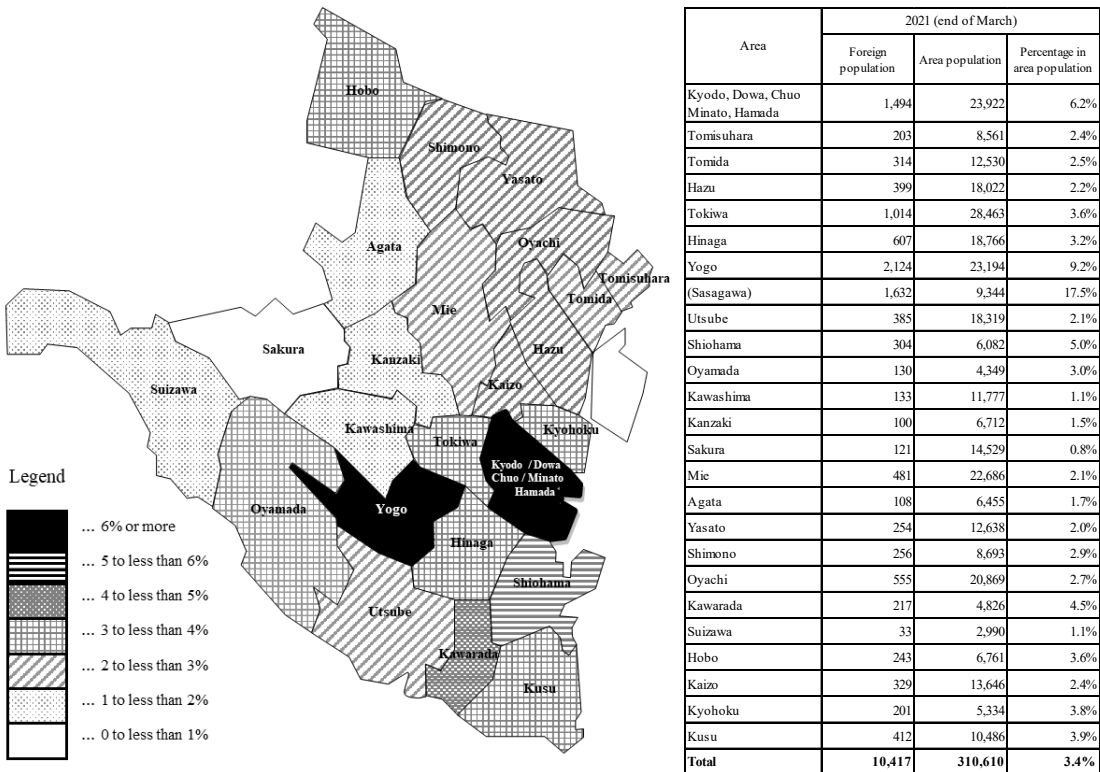 Hobo
Shimono
Yasato
Agata
Oyachi
Tomisuhara
Tomida
Mie
Sakura
Kanzaki
Hazu
Suizawa
Kaizo
Kawashima
Tokiwa
Kyohoku
Kyodo / Dowa
Chuo / Minato
Hamada
Oyamada
Yogo
Hinaga
Shiohama
Utsube
Kawarada
Kusu
Legend
... 6% or more
... 5 to less than 6%
... 4 to less than 5%
... 3 to less than 4%
... 2 to less than 3%
... 1 to less than 2%
... 0 to less than 1%
Area
2021 (end of March)
Foreign
population
Area population
Percentage in
area population
Kyodo, Dowa, Chuo
Minato, Hamada
1,494 23,922 6.2%
Tomisuhara 203 8,561 2.4%
Tomida 314 12,530 2.5%
Hazu 399 18,022 2.2%
Tokiwa 1,014 28,463 3.6%
Hinaga 607 18,766 3.2%
Yogo 2,124 23,194 9.2%
(Sasagawa) 1,632 9,344 17.5%
Utsube 385 18,319 2.1%
Shiohama 304 6,082 5.0%
Oyamada 130 4,349 3.0%
Kawashima 133 11,777 1.1%
Kanzaki 100 6,712 1.5%
Sakura 121 14,529 0.8%
Mie 481 22,686 2.1%
Agata 108 6,455 1.7%
Yasato 254 12,638 2.0%
Shimono 256 8,693 2.9%
Oyachi 555 20,869 2.7%
Kawarada 217 4,826 4.5%
Suizawa 33 2,990 1.1%
Hobo 243 6,761 3.6%
Kaizo 329 13,646 2.4%
Kyohoku 201 5,334 3.8%
Kusu 412 10,486 3.9%
Total 10,417 310,610 3.4%